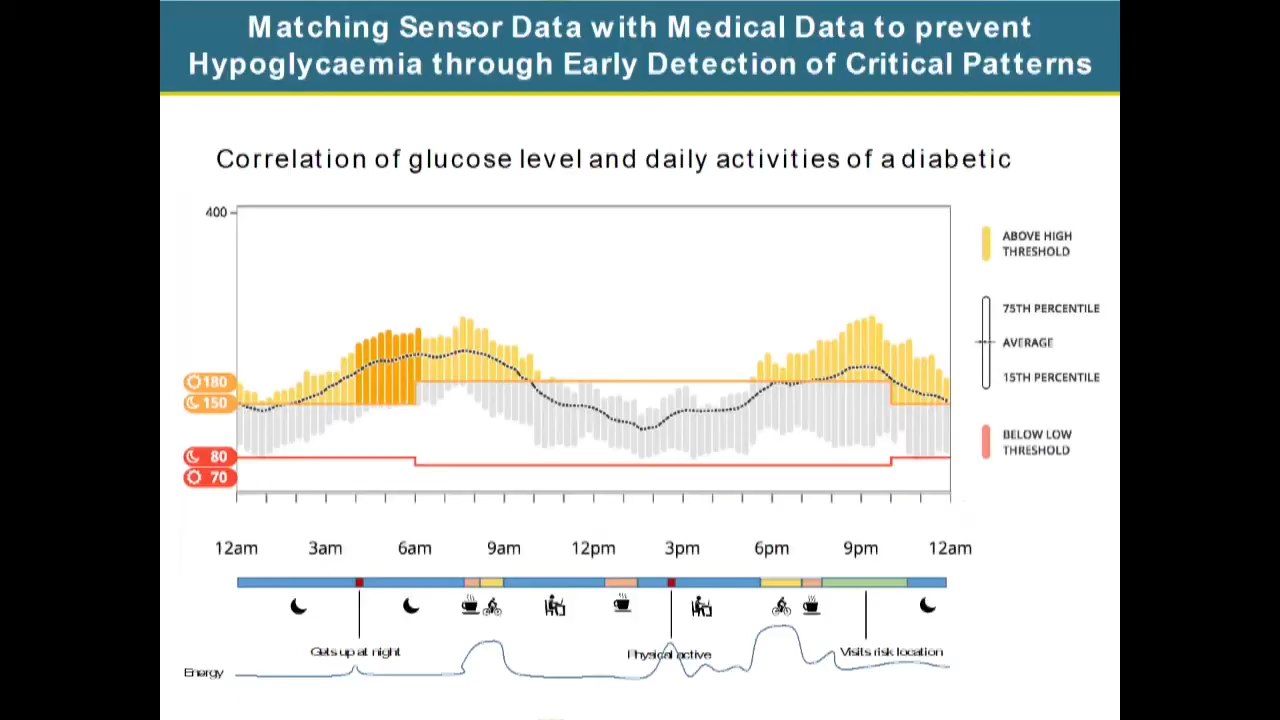 Matching Sensor Data with Medical Data to prevent
Hypoglycaemia through Early Detection of Critical Patterns
Correlation of glucose level and daily activities of a diabetic
400
ABOVE HIGH
THRESHOLD
75TH PERCENTILE
AVERAGE
15TH PERCENTILE
180
150
BELOW LOW
THRESHOLD
80
70
12am 3am 6am 9am 12pm 3pm 6pm 9pm 12am
Gets up at night Physical active Visits risk location
Energy